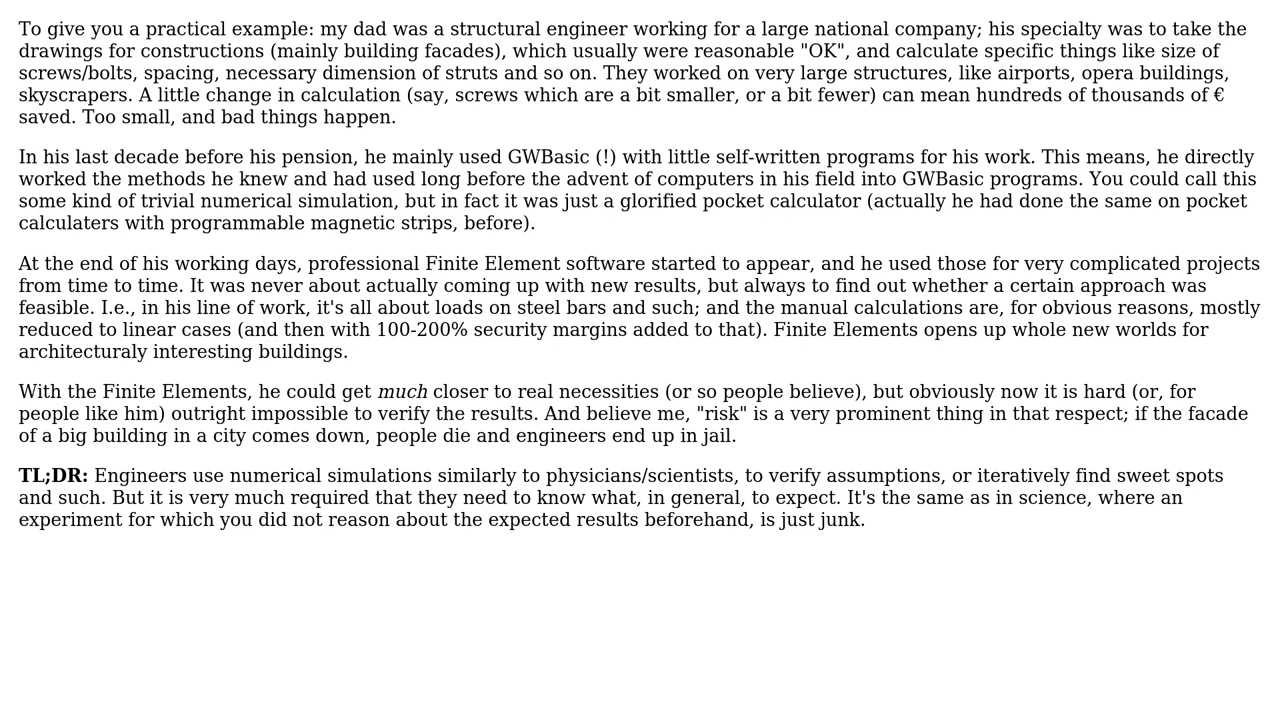 To give you a practical example: my dad was a structural engineer working for a large national company; his specialty was to take the
drawings for constructions (mainly building facades), which usually were reasonable "OK", and calculate specific things like size of
screws/bolts, spacing, necessary dimension of struts and so on. They worked on very large structures, like airports, opera buildings,
skyscrapers. A little change in calculation (say, screws which are a bit smaller, or a bit fewer) can mean hundreds of thousands of €
saved. Too small, and bad things happen.
In his last decade before his pension, he mainly used GWBasic (!) with little self-written programs for his work. This means, he directly
worked the methods he knew and had used long before the advent of computers in his field into GWBasic programs. You could call this
some kind of trivial numerical simulation, but in fact it was just a glorified pocket calculator (actually he had done the same on pocket
calculaters with programmable magnetic strips, before).
At the end of his working days, professional Finite Element software started to appear, and he used those for very complicated projects
from time to time. It was never about actually coming up with new results, but always to find out whether a certain approach was
feasible. I.e., in his line of work, it's all about loads on steel bars and such; and the manual calculations are, for obvious reasons, mostly
reduced to linear cases (and then with 100-200% security margins added to that). Finite Elements opens up whole new worlds for
architecturaly interesting buildings.
With the Finite Elements, he could get much closer to real necessities (or so people believe), but obviously now it is hard (or, for
people like him) outright impossible to verify the results. And believe me, "risk" is a very prominent thing in that respect; if the facade
of a big building in a city comes down, people die and engineers end up in jail.
TL;DR: Engineers use numerical simulations similarly to physicians/scientists, to verify assumptions, or iteratively find sweet spots
and such. But it is very much required that they need to know what, in general, to expect. It's the same as in science, where an
experiment for which you did not reason about the expected results beforehand, is just junk.